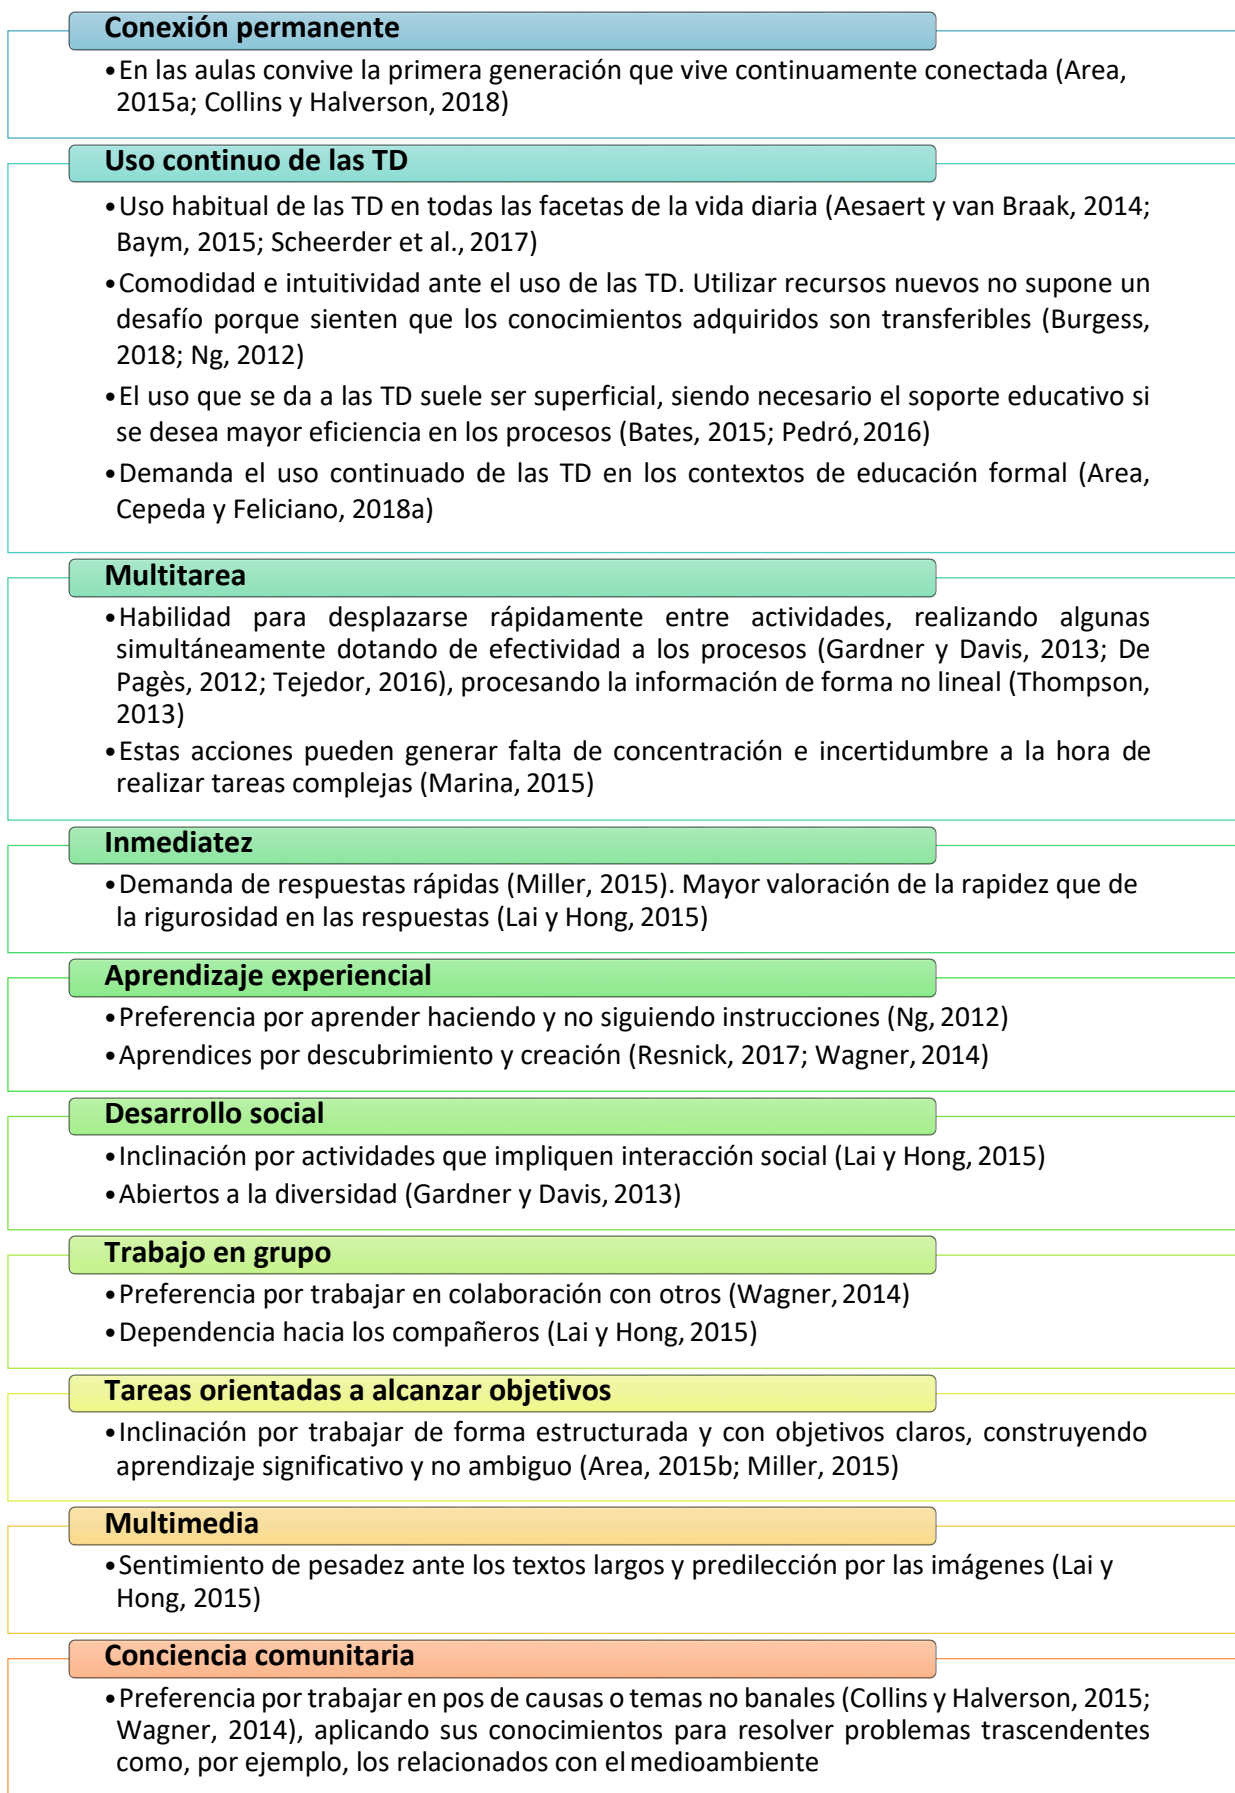 Conexión permanente
•En las aulas convive la primera generación que vive continuamente conectada (Area,
2015a; Collins y Halverson, 2018)
Uso continuo de las TD
•Uso habitual de las TD en todas las facetas de la vida diaria (Aesaert y van Braak, 2014;
Baym, 2015; Scheerder et al., 2017)
•Comodidad e intuitividad ante el uso de las TD. Utilizar recursos nuevos no supone un
desafío porque sienten que los conocimientos adquiridos son transferibles (Burgess,
2018; Ng, 2012)
•El uso que se da a las TD suele ser superficial, siendo necesario el soporte educativo si
se desea mayor eficiencia en los procesos (Bates, 2015; Pedró, 2016)
•Demanda el uso continuado de las TD en los contextos de educación formal (Area,
Cepeda y Feliciano, 2018a)
Multitarea
•Habilidad para desplazarse rápidamente entre actividades, realizando algunas
simultáneamente dotando de efectividad a los procesos (Gardner y Davis, 2013; De
Pagès, 2012; Tejedor, 2016), procesando la información de forma no lineal (Thompson,
2013)
•Estas acciones pueden generar falta de concentración e incertidumbre a la hora de
realizar tareas complejas (Marina, 2015)
Inmediatez
•Demanda de respuestas rápidas (Miller, 2015). Mayor valoración de la rapidez que de
la rigurosidad en las respuestas (Lai y Hong, 2015)
Aprendizaje experiencial
•Preferencia por aprender haciendo y no siguiendo instrucciones (Ng, 2012)
•Aprendices por descubrimiento y creación (Resnick, 2017; Wagner, 2014)
Desarrollo social
•Inclinación por actividades que impliquen interacción social (Lai y Hong, 2015)
•Abiertos a la diversidad (Gardner y Davis, 2013)
Trabajo en grupo
•Preferencia por trabajar en colaboración con otros (Wagner, 2014)
•Dependencia hacia los compañeros (Lai y Hong, 2015)
Tareas orientadas a alcanzar objetivos
•Inclinación por trabajar de forma estructurada y con objetivos claros, construyendo
aprendizaje significativo y no ambiguo (Area, 2015b; Miller, 2015)
Multimedia
•Sentimiento de pesadez ante los textos largos y predilección por las imágenes (Lai y
Hong, 2015)
Conciencia comunitaria
•Preferencia por trabajar en pos de causas o temas no banales (Collins y Halverson, 2015;
Wagner, 2014), aplicando sus conocimientos para resolver problemas trascendentes
como, por ejemplo, los relacionados con el medioambiente